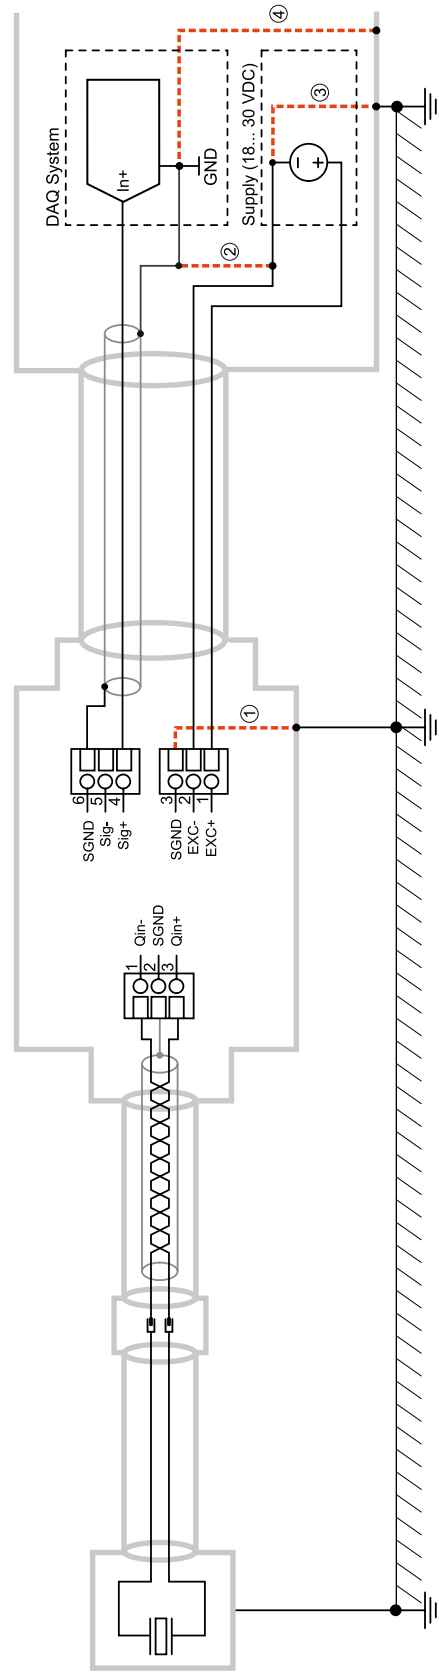 ④
③
②
①
DAQ System
In+
GND
Supply (18... 30 VDC)
- +
6 5 4
SGND
Sig-
Sig+
3 2 1
SGND
EXC-
EXC+
1 2 3
Qin-
SGND
Qin+